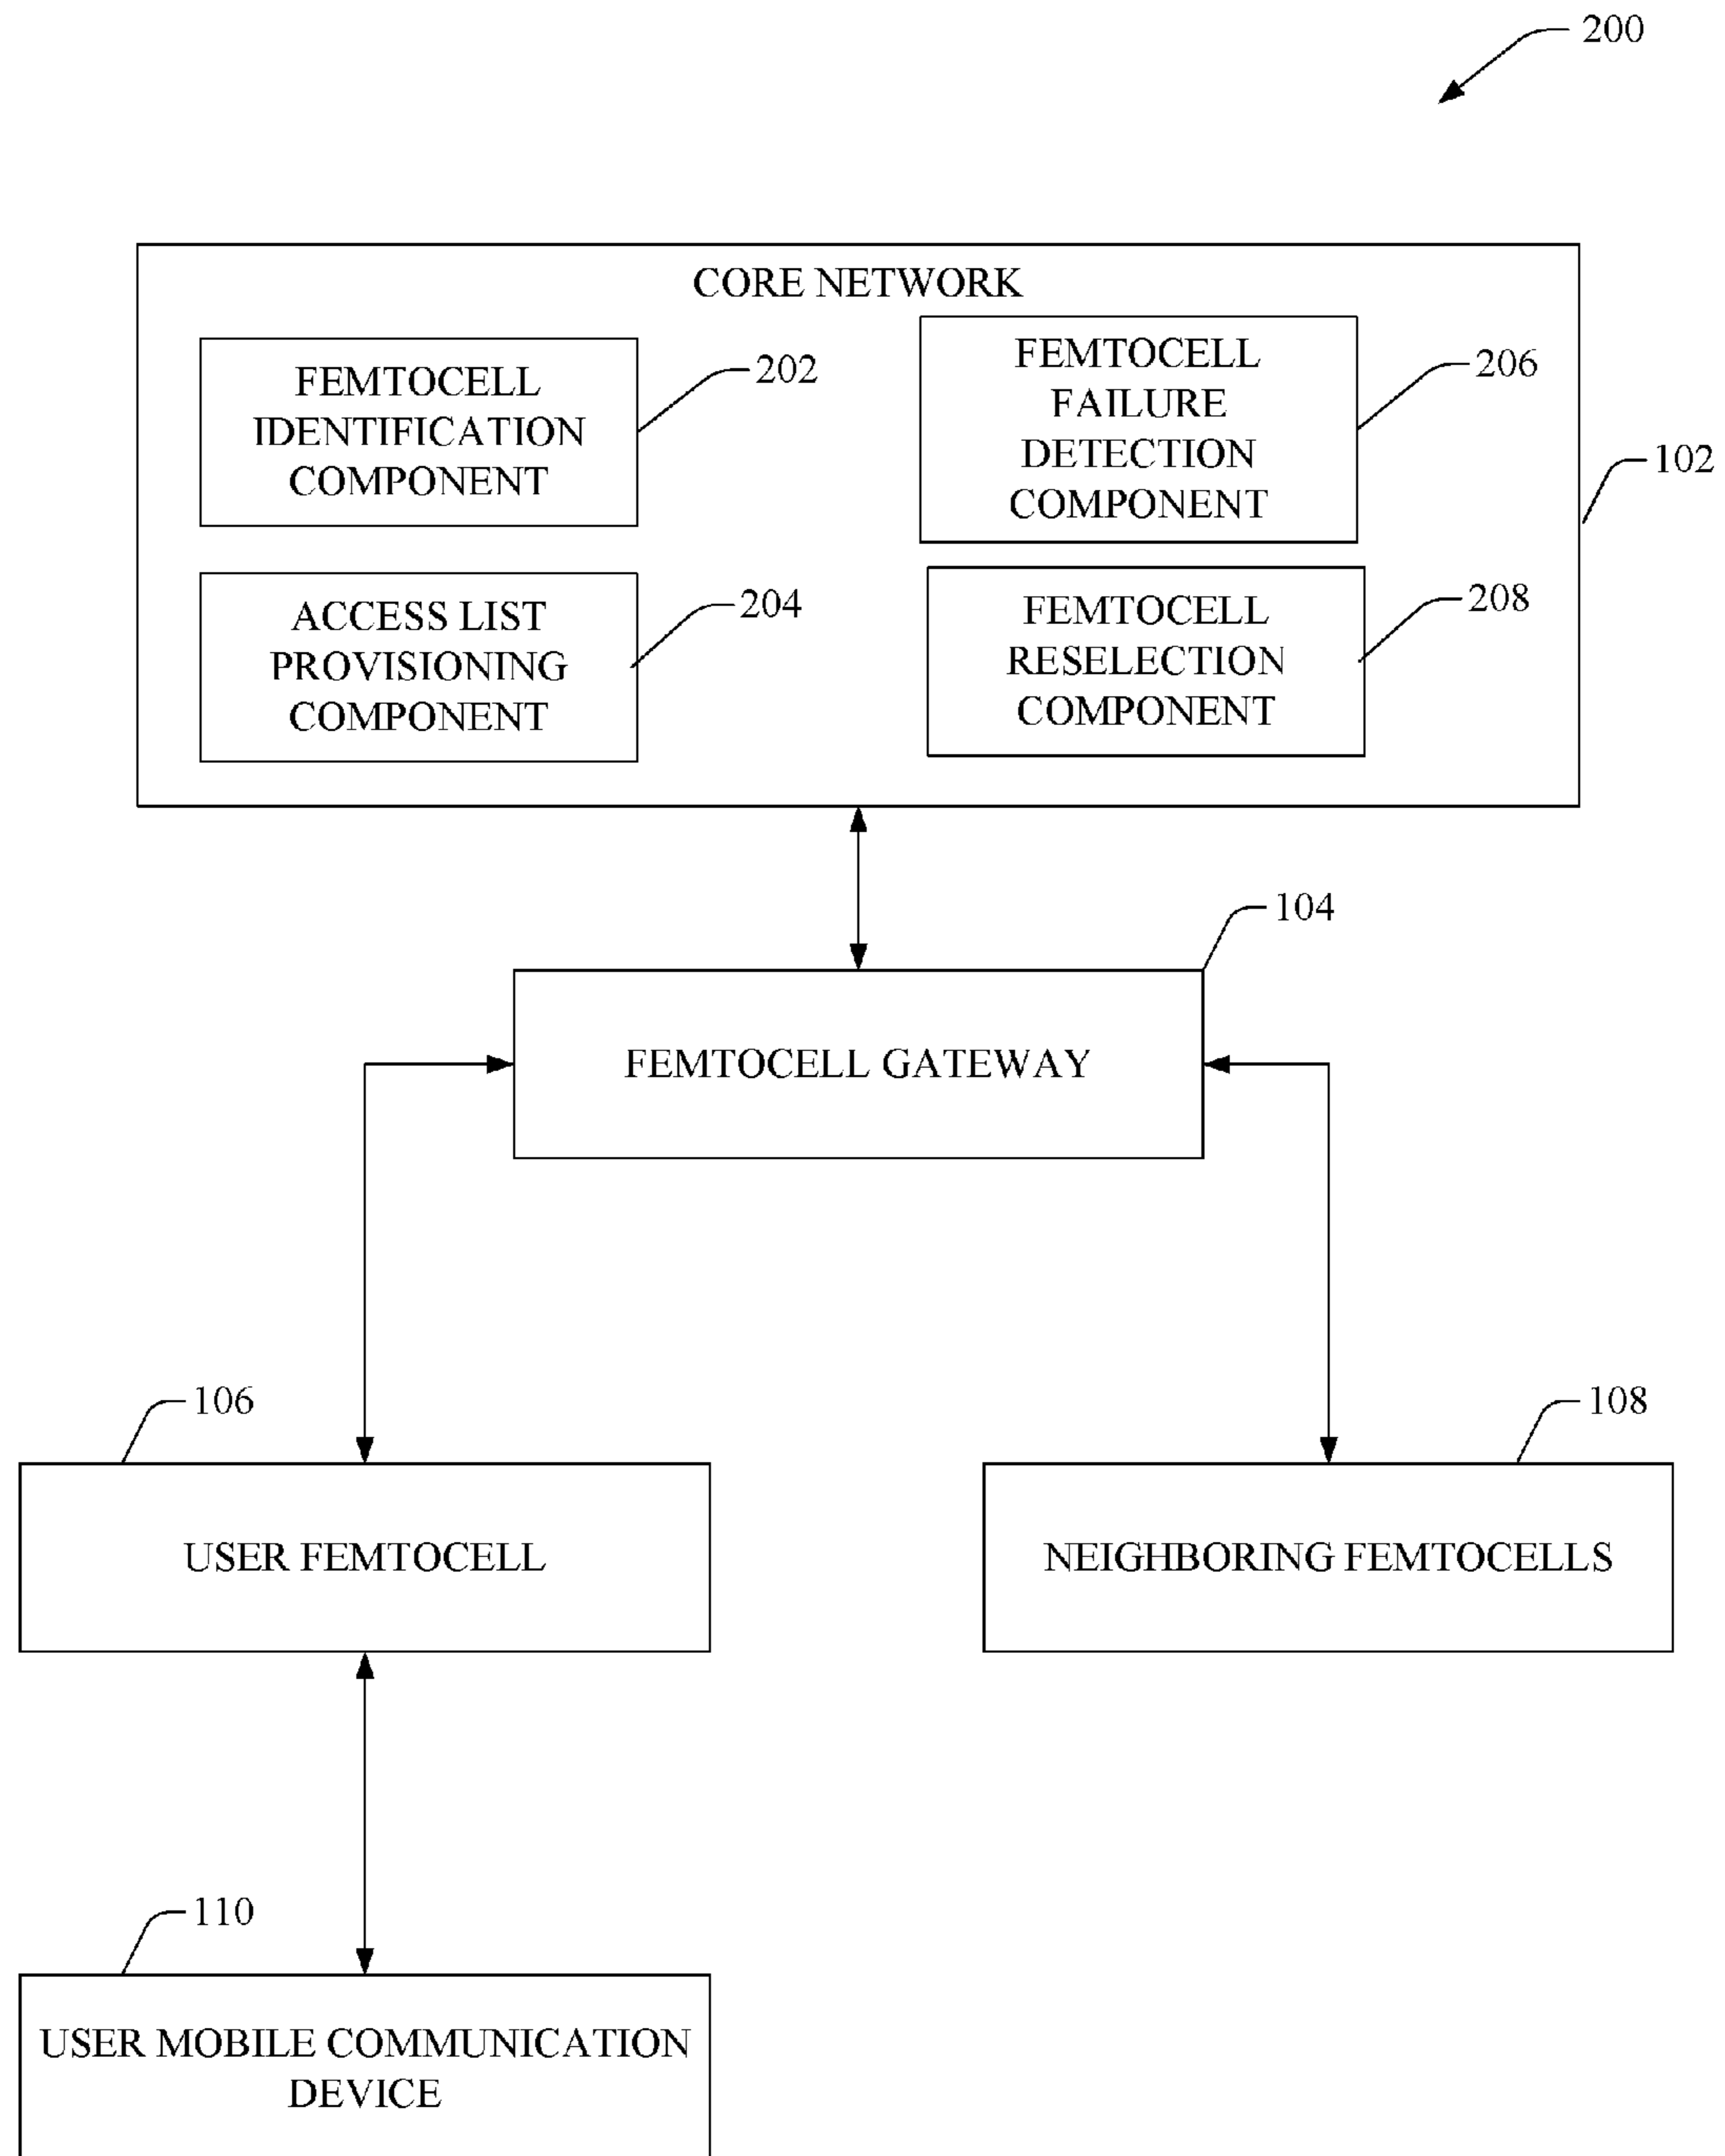 200
CORE NETWORK
FEMTOCELL
IDENTIFICATION
COMPONENT
202
FEMTOCELL
FAILURE
DETECTION
COMPONENT
206
102
ACCESS LIST
PROVISIONING
COMPONENT
204
FEMTOCELL
RESELECTION
COMPONENT
208
104
FEMTOCELL GATEWAY
106
108
USER FEMTOCELL
NEIGHBORING FEMTOCELLS
110
USER MOBILE COMMUNICATION
DEVICE